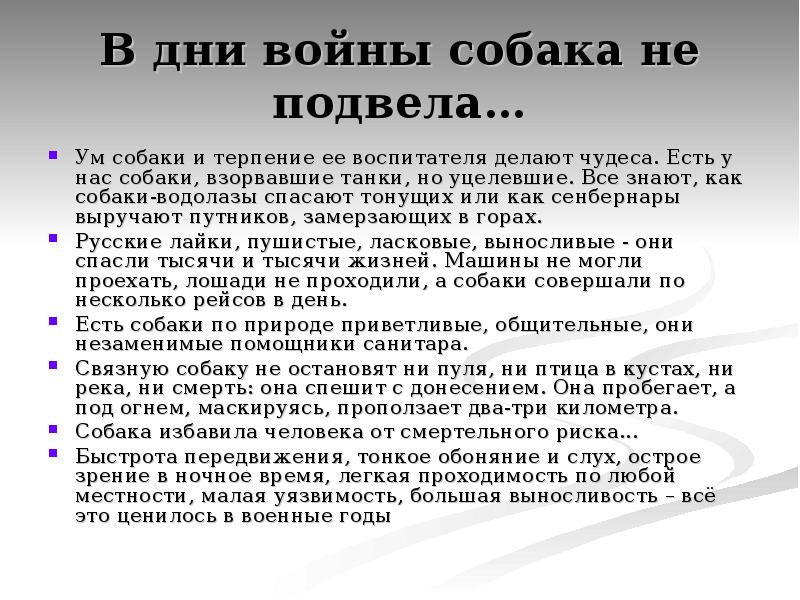 В дни войны собака не
подвела…
Ум собаки и терпение ее воспитателя делают чудеса. Есть у
нас собаки, взорвавшие танки, но уцелевшие. Все знают, как
собаки-водолазы спасают тонущих или как сенбернары
выручают путников, замерзающих в горах.
Русские лайки, пушистые, ласковые, выносливые - они
спасли тысячи и тысячи жизней. Машины не могли
проехать, лошади не проходили, а собаки совершали по
несколько рейсов в день.
Есть собаки по природе приветливые, общительные, они
незаменимые помощники санитара.
Связную собаку не остановят ни пуля, ни птица в кустах, ни
река, ни смерть: она спешит с донесением. Она пробегает, а
под огнем, маскируясь, проползает два-три километра.
Собака избавила человека от смертельного риска…
Быстрота передвижения, тонкое обоняние и слух, острое
зрение в ночное время, легкая проходимость по любой
местности, малая уязвимость, большая выносливость – всё
это ценилось в военные годы